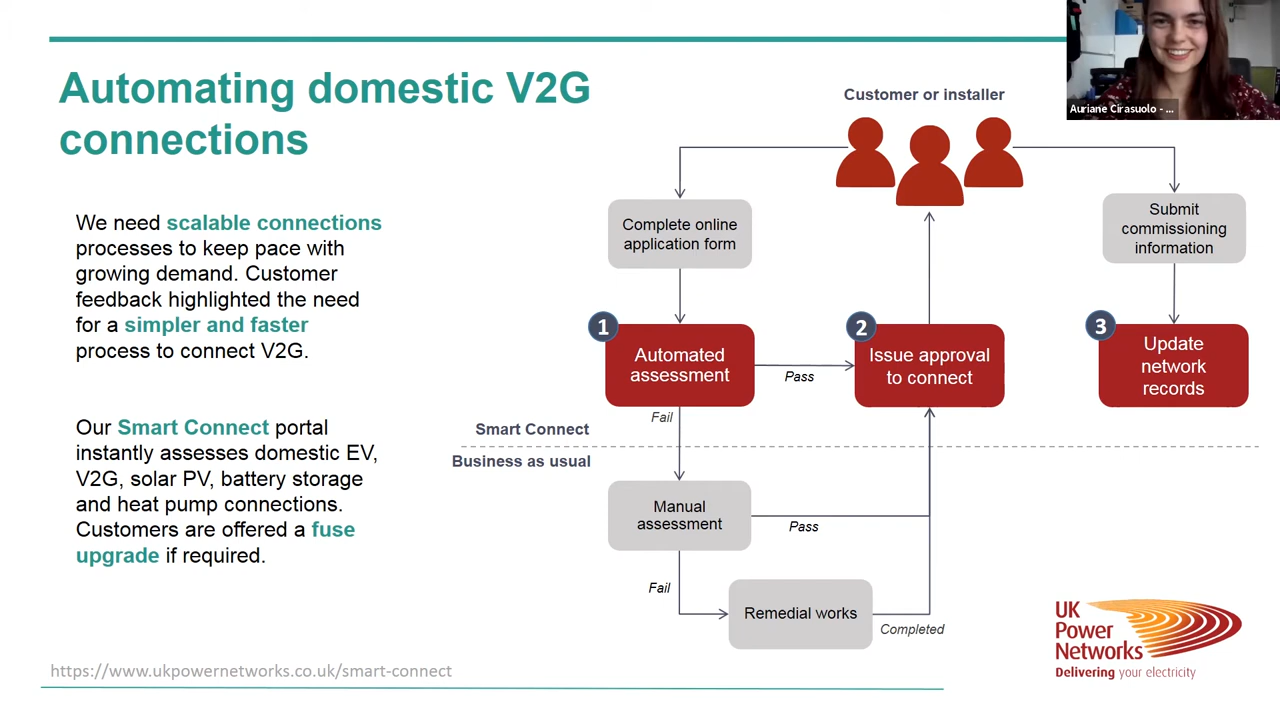 Automating domestic V2G
connections
We need scalable connections
processes to keep pace with
growing demand. Customer
feedback highlighted the need
for a simpler and faster
process to connect V2G.
Our Smart Connect portal
instantly assesses domestic EV,
V2G, solar PV, battery storage
and heat pump connections.
Customers are offered a fuse
upgrade if required.
https://www.ukpowernetworks.co.uk/smart-connect
Customer or installer
Complete online
application form
1
Automated
assessment
Pass
2
Issue approval
to connect
Submit
commissioning
information
3
Update
network
records
Fail
Smart Connect
Business as usual
Manual
assessment
Pass
Fail
Remedial works
Completed
UK
Power
Networks
Delivering your electricity
Auriane Cirasuolo - ...